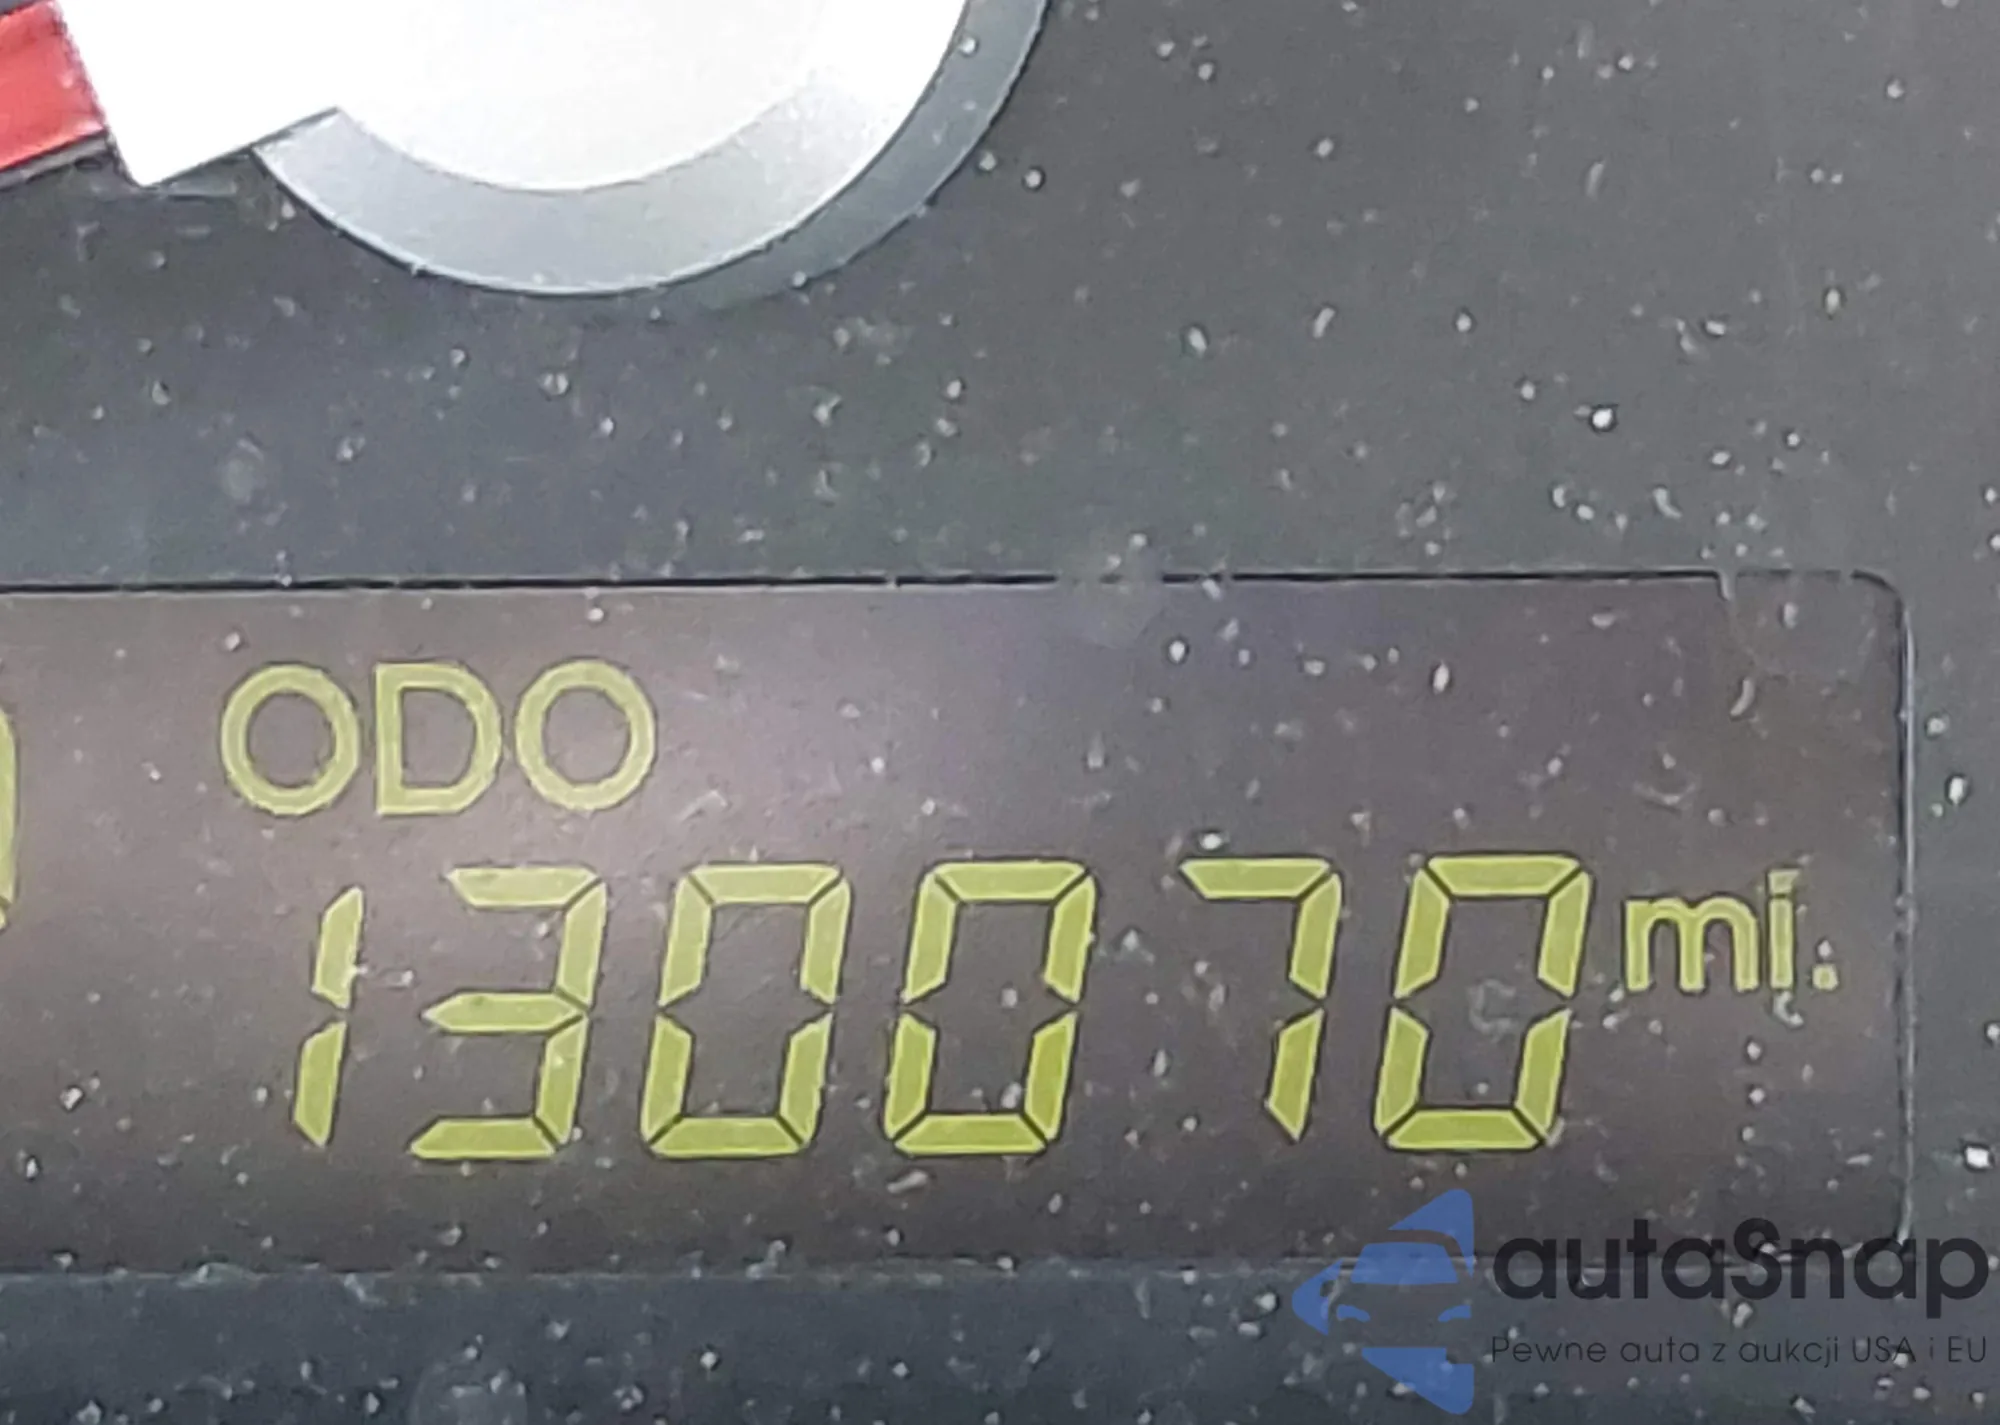 ODO
130070 mi.
autaSnap
Pewne auta z aukcji USA i EU